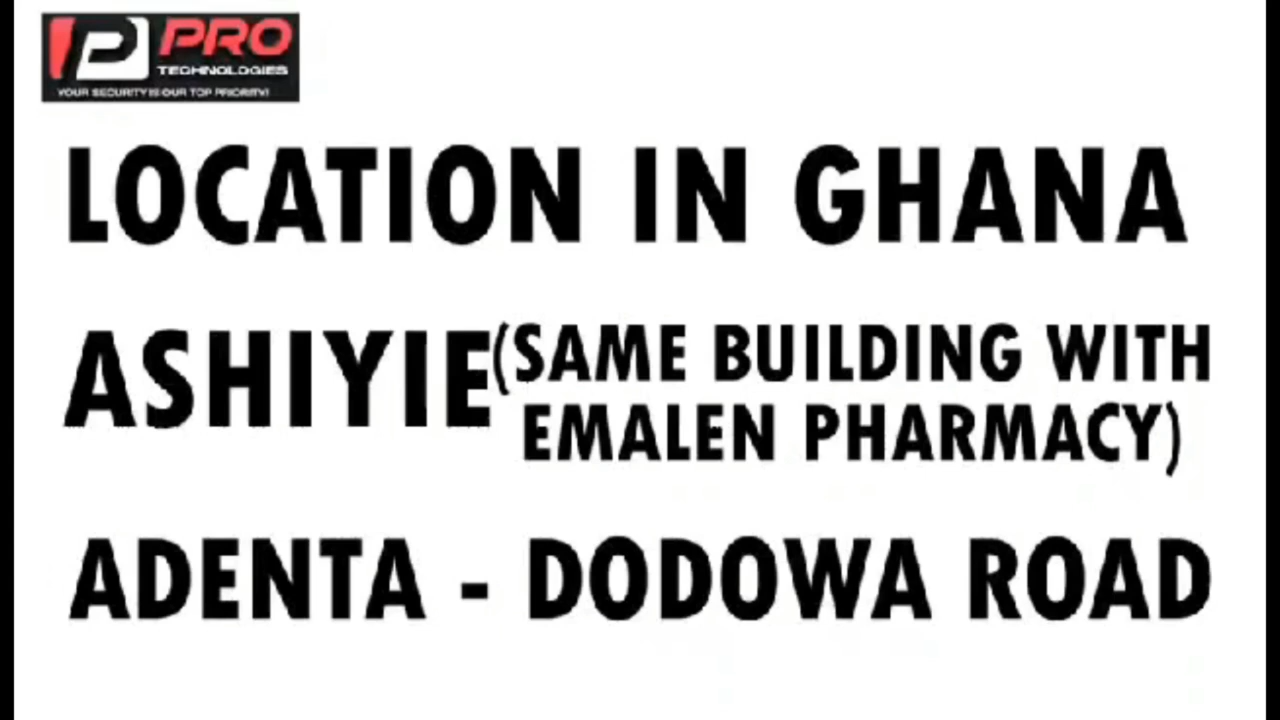 PRO
TECHNOLOGIES
YOUR SECURITY IS OUR TOP PRIORITY!
LOCATION IN GHANA
ASHIYIE (SAME BUILDING WITH
EMALEN PHARMACY)
ADENTA - DODOWA ROAD